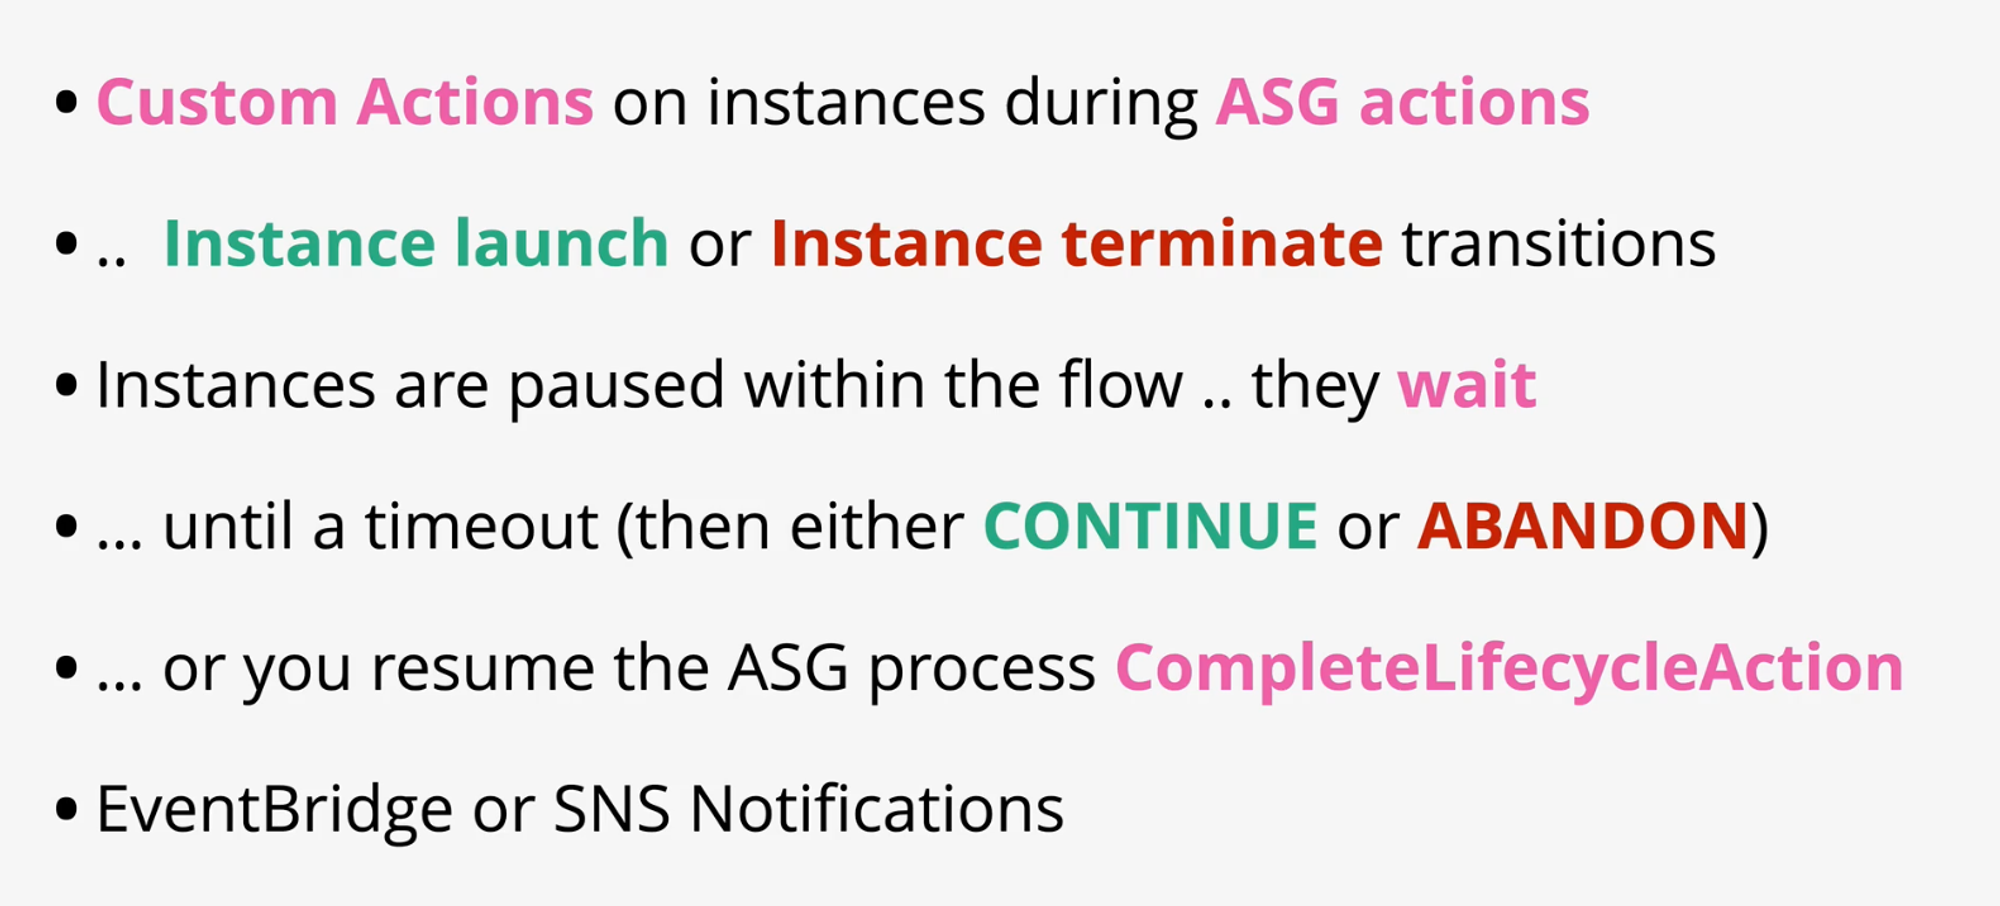 • Custom Actions on instances during ASG actions
• .. Instance launch or Instance terminate transitions
• Instances are paused within the flow .. they wait
• ... until a timeout (then either CONTINUE or ABANDON)
• ... or you resume the ASG process CompleteLifecycleAction
• EventBridge or SNS Notifications